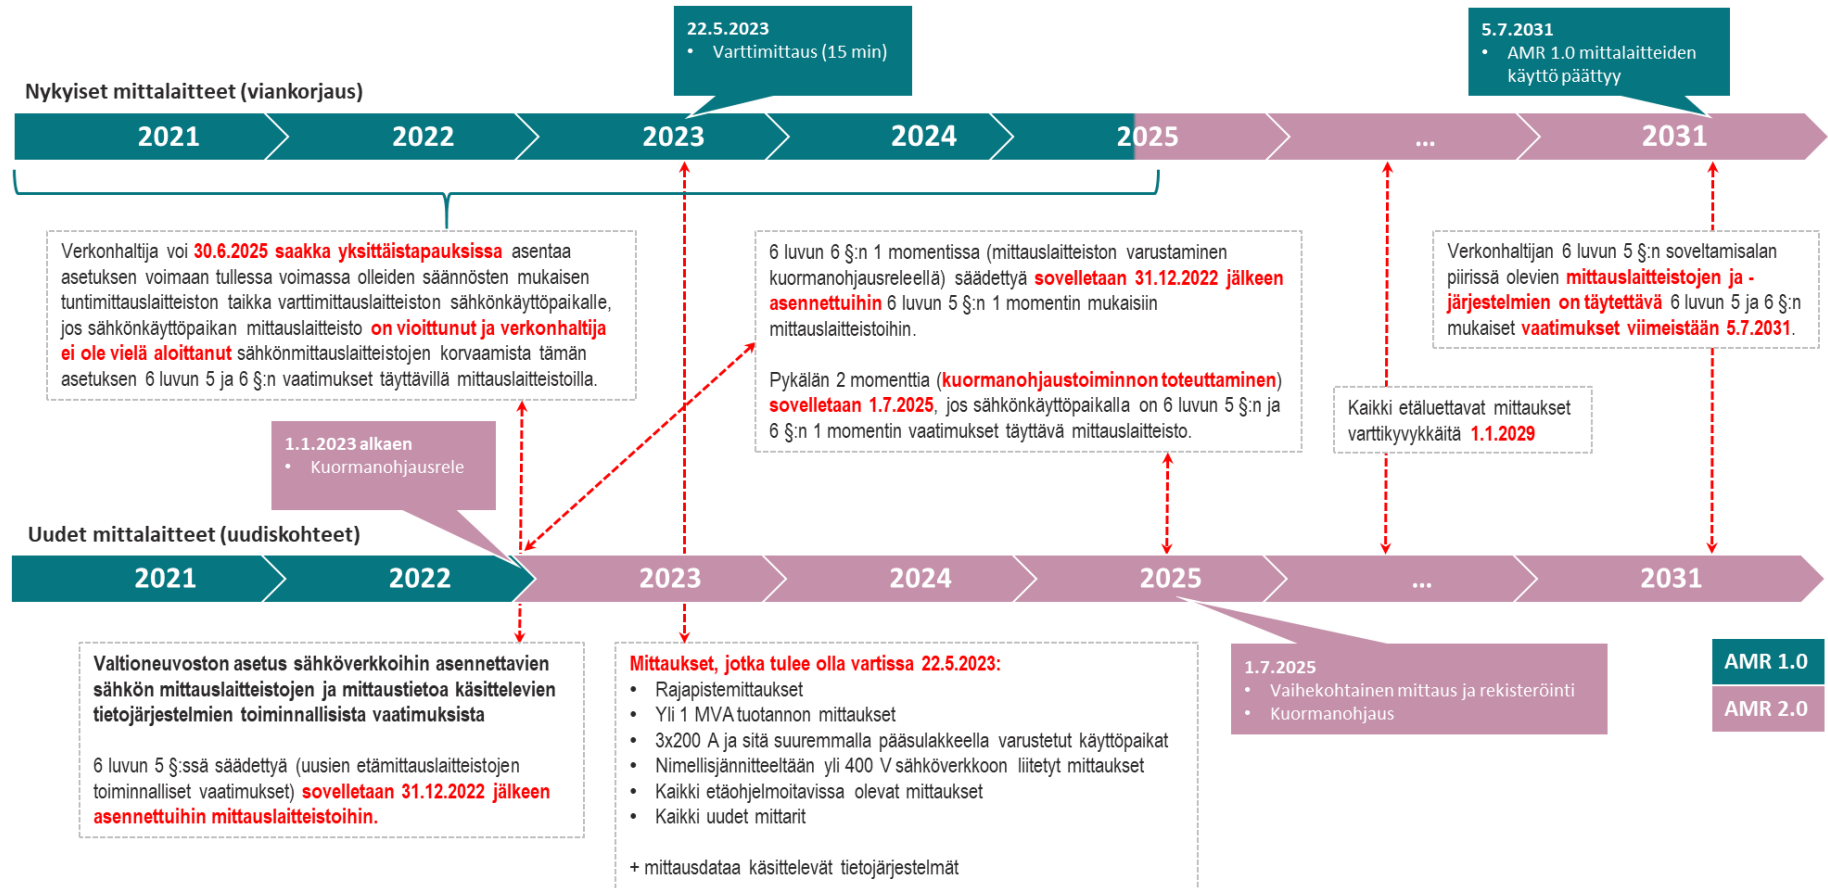 22.5.2023
• Varttimittaus (15 min)
5.7.2031
• AMR 1.0 mittalaitteiden
käyttö päättyy
Nykyiset mittalaitteet (viankorjaus)
2021
2022
2023
2024
2025
...
2031
Verkonhaltija voi 30.6.2025 saakka yksittäistapauksissa asentaa
asetuksen voimaan tullessa voimassa olleiden säännösten mukaisen
tuntimittauslaitteiston taikka varttimittauslaitteiston sähkönkäyttöpaikalle,
jos sähkönkäyttöpaikan mittauslaitteisto on vioittunut ja verkonhaltija
ei ole vielä aloittanut sähkönmittauslaitteistojen korvaamista tämän
asetuksen 6 luvun 5 ja 6 §:n vaatimukset täyttävillä mittauslaitteistoilla.
6 luvun 6 §:n 1 momentissa (mittauslaitteiston varustaminen
kuormanohjausreleellä) säädettyä sovelletaan 31.12.2022 jälkeen
asennettuihin 6 luvun 5 §:n 1 momentin mukaisiin
mittauslaitteistoihin.
Pykälän 2 momenttia (kuormanohjaustoiminnon toteuttaminen)
sovelletaan 1.7.2025, jos sähkönkäyttöpaikalla on 6 luvun 5 §:n ja
6 §:n 1 momentin vaatimukset täyttävä mittauslaitteisto.
Verkonhaltijan 6 luvun 5 §:n soveltamisalan
piirissä olevien mittauslaitteistojen ja -
järjestelmien on täytettävä 6 luvun 5 ja 6 §:n
mukaiset vaatimukset viimeistään 5.7.2031.
Kaikki etäluettavat mittaukset
varttikyvykkäitä 1.1.2029
1.1.2023 alkaen
• Kuormanohjausrele
Uudet mittalaitteet (uudiskohteet)
2021
2022
2023
2024
2025
...
2031
Valtioneuvoston asetus sähköverkkoihin asennettavien
sähkön mittauslaitteistojen ja mittaustietoa käsittelevien
tietojärjestelmien toiminnallisista vaatimuksista
6 luvun 5 §:ssä säädettyä (uusien etämittauslaitteistojen
toiminnalliset vaatimukset) sovelletaan 31.12.2022 jälkeen
asennettuihin mittauslaitteistoihin.
Mittaukset, jotka tulee olla vartissa 22.5.2023:
• Rajapistemittaukset
• Yli 1 MVA tuotannon mittaukset
• 3x200 A ja sitä suuremmalla pääsulakkeella varustetut käyttöpaikat
• Nimellisjännitteeltään yli 400 V sähköverkkoon liitetyt mittaukset
• Kaikki etäohjelmoitavissa olevat mittaukset
• Kaikki uudet mittarit
+ mittausdataa käsittelevät tietojärjestelmät
1.7.2025
• Vaihekohtainen mittaus ja rekisteröinti
• Kuormanohjaus
AMR 1.0
AMR 2.0